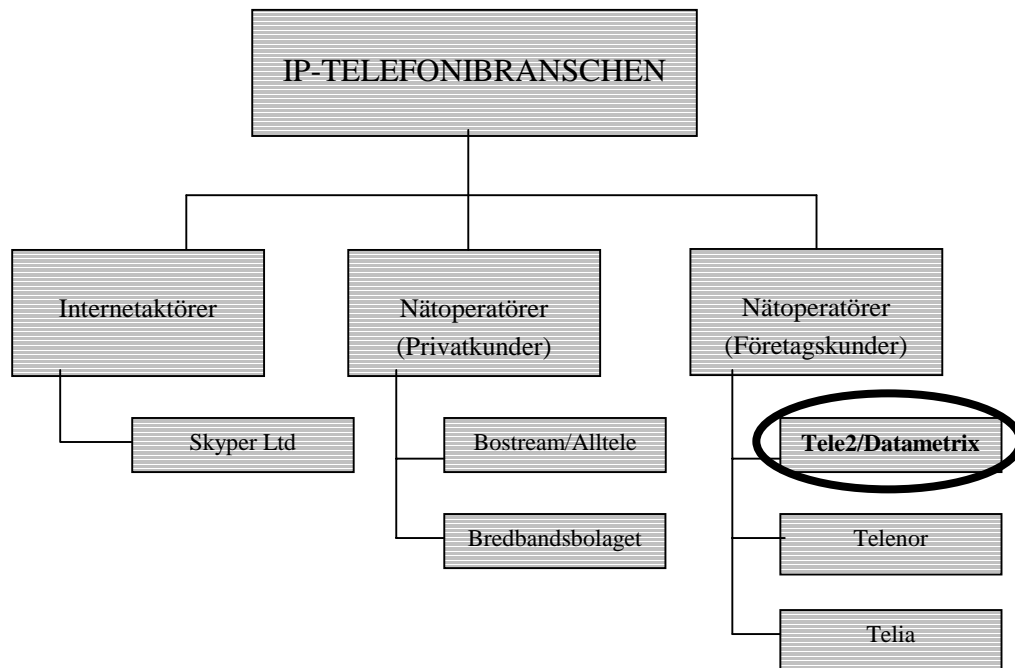 IP-TELEFONIBRANSCHEN
Internetaktörer
Nätoperatörer
(Privatkunder)
Nätoperatörer
(Företagskunder)
Skyper Ltd
Bostream/Alltele
Tele2/Datametrix
Bredbandsbolaget
Telenor
Telia